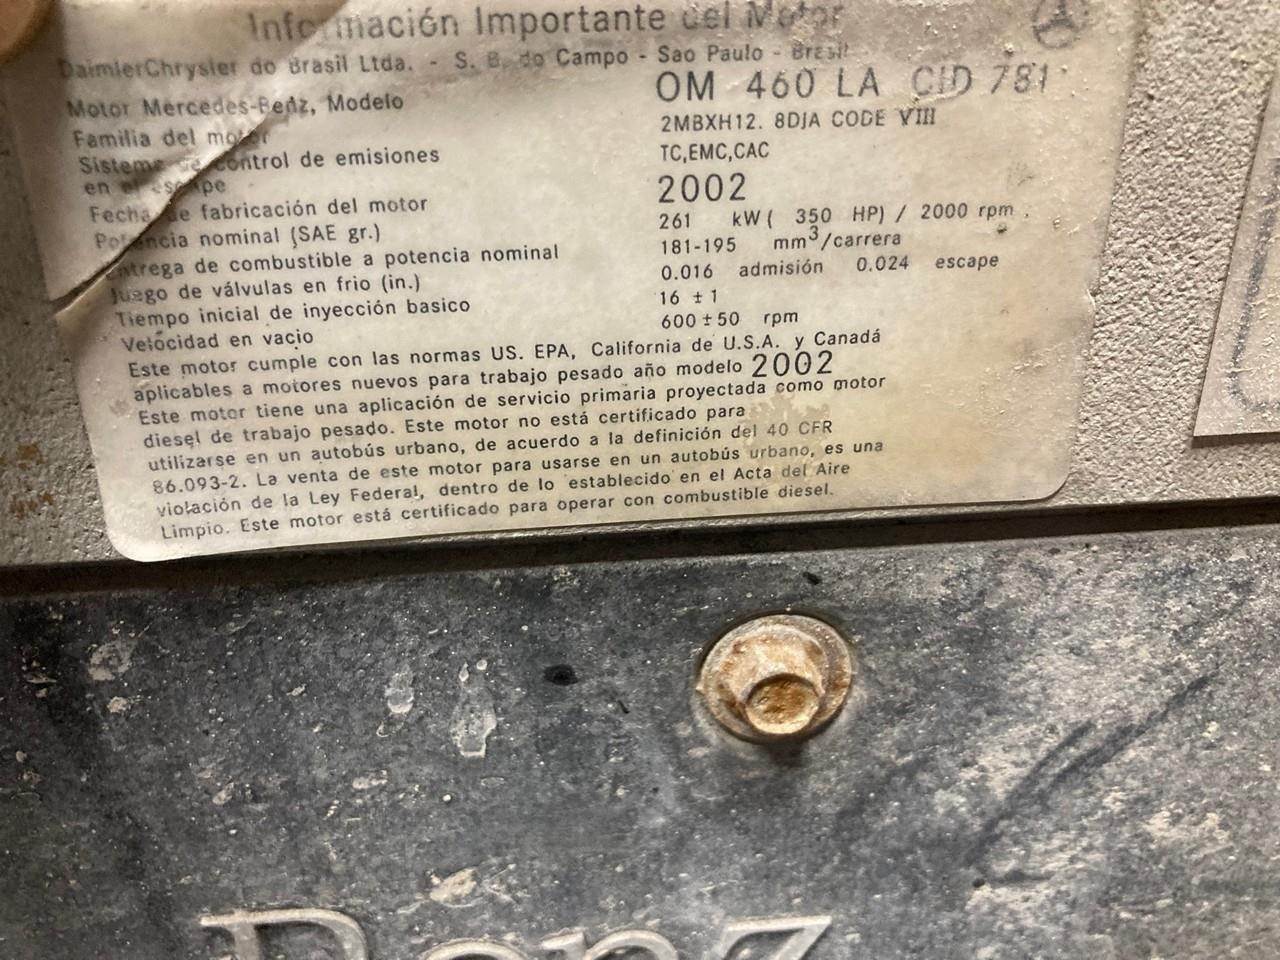 Información Importante del Motor
DaimlerChrysler do Brasil Ltda. - S. B. do Campo - Sao Paulo - Brasil
Motor Mercedes-Benz, Modelo OM 460 LA CID 781
Familia del motor 2MBXH12. 8DJA CODE VIII
Sistema de control de emisiones TC,EMC,CAC
en el escape
Fecha de fabricación del motor 2002
Potencia nominal (SAE gr.) 261 kW ( 350 HP) / 2000 rpm .
Entrega de combustible a potencia nominal 181-195 mm³/carrera
Juego de válvulas en frio (in.) 0.016 admisión 0.024 escape
Tiempo inicial de inyección basico 16 ± 1
Velocidad en vacio 600 ± 50 rpm
Este motor cumple con las normas US. EPA, California de U.S.A. y Canadá
aplicables a motores nuevos para trabajo pesado año modelo 2002
Este motor tiene una aplicación de servicio primaria proyectada como motor
diesel de trabajo pesado. Este motor no está certificado para
utilizarse en un autobús urbano, de acuerdo a la definición del 40 CFR
86.093-2. La venta de este motor para usarse en un autobús urbano, es una
violación de la Ley Federal, dentro de lo establecido en el Acta del Aire
Limpio. Este motor está certificado para operar con combustible diesel.
Benz